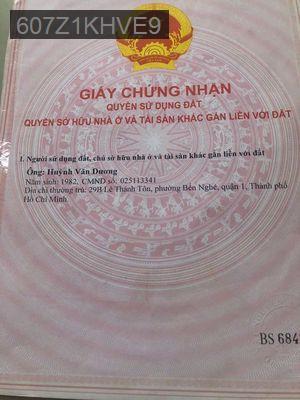 607Z1KHVE9
GIẤY CHỨNG NHẬN
QUYỀN SỬ DỤNG ĐẤT
QUYỀN SỞ HỮU NHÀ Ở VÀ TÀI SẢN KHÁC GẮN LIỀN VỚI ĐẤT
I. Người sử dụng đất, chủ sở hữu nhà ở và tài sản khác gắn liền với đất
Ông: Huỳnh Văn Dương
Năm sinh: 1982, CMND số: 025113341
Địa chỉ thường trú: 29B Lê Thánh Tôn, phường Bến Nghé, quận 1, Thành phố
Hồ Chí Minh
BS 684